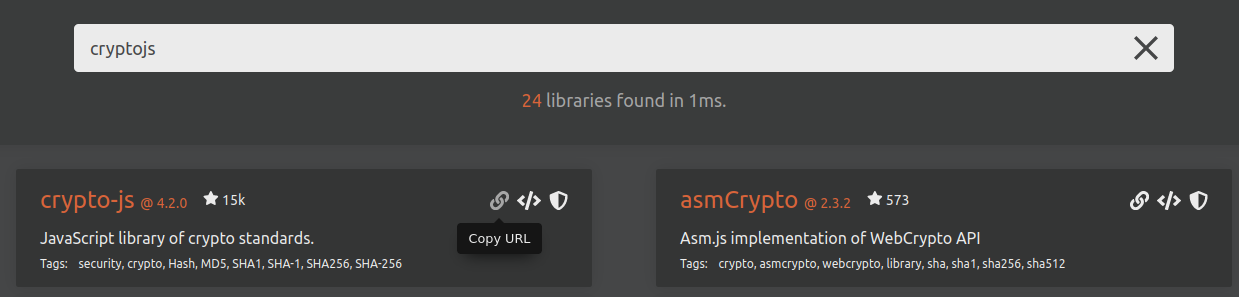 cryptojs
24 libraries found in 1ms.
crypto-js @ 4.2.0 15k
Copy URL
JavaScript library of crypto standards.
Tags: security, crypto, Hash, MD5, SHA1, SHA-1, SHA256, SHA-256
asmCrypto @ 2.3.2 573
Asm.js implementation of WebCrypto API
Tags: crypto, asmcrypto, webcrypto, library, sha, sha1, sha256, sha512